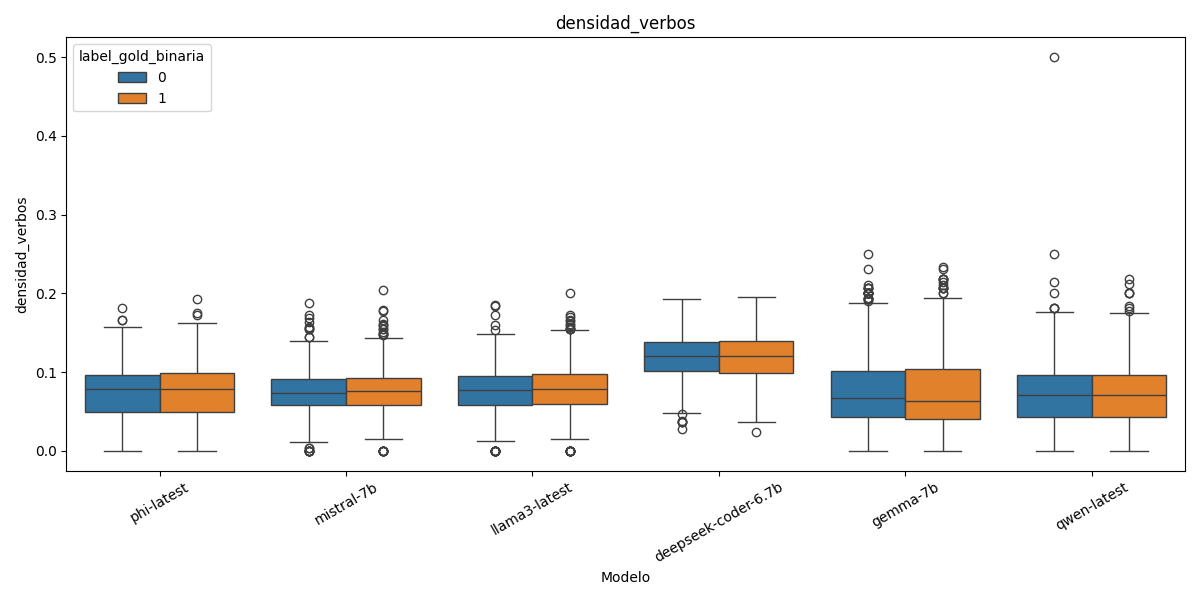 densidad_verbos
label_gold_binaria
0
1
densidad_verbos
0.5
0.4
0.3
0.2
0.1
0.0
phi-latest
mistral-7b
llama3-latest
deepseek-coder-6.7b
gemma-7b
qwen-latest
Modelo